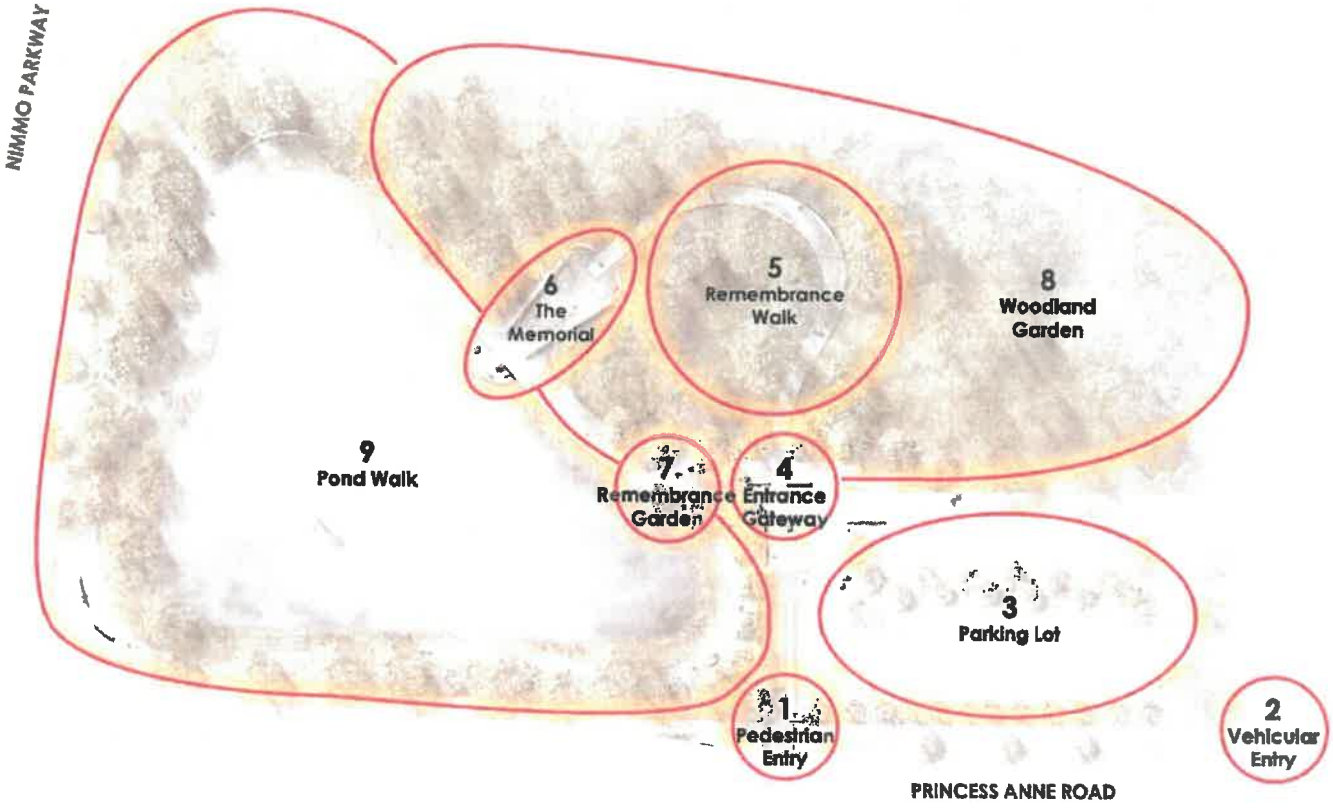 NIMMO PARKWAY
5
Remembrance
Walk
6
The
Memorial
8
Woodland
Garden
9
Pond Walk
7
Remembrance
Garden
4
Entrance
Gateway
3
Parking Lot
1
Pedestrian
Entry
2
Vehicular
Entry
PRINCESS ANNE ROAD